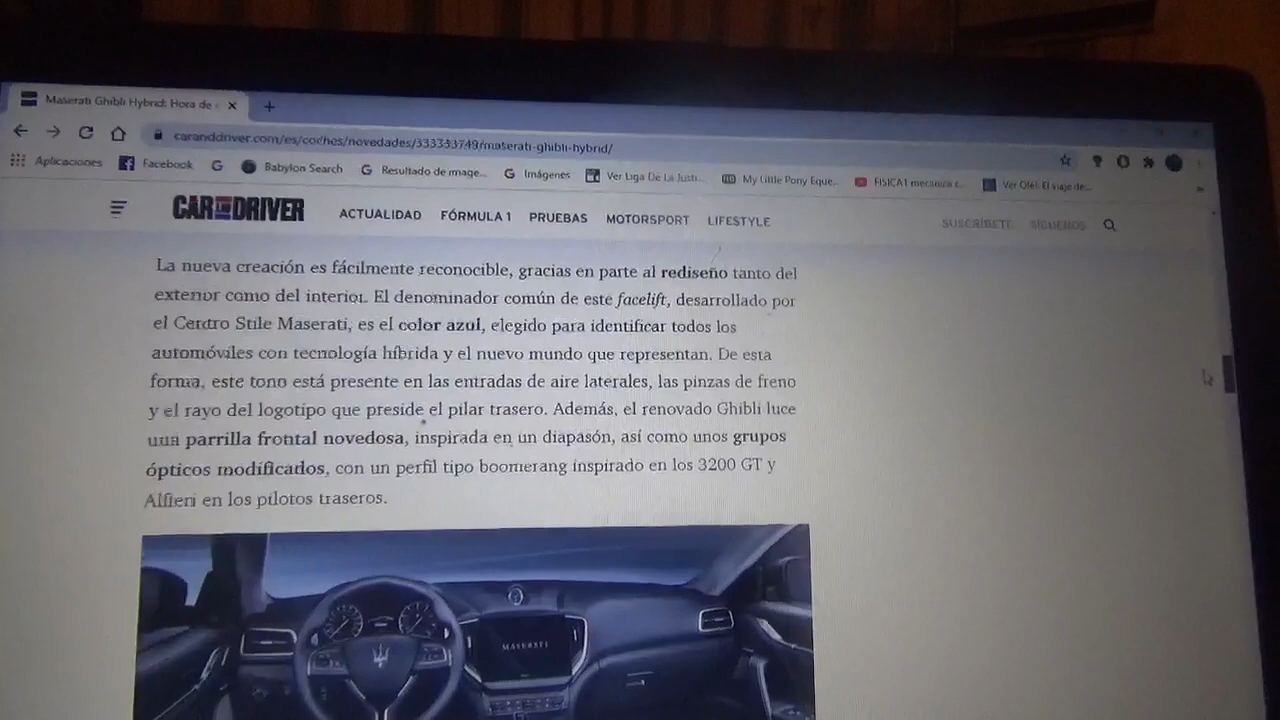 Maserati Ghibli Hybrid: Hora de
caranddriver.com/es/coches/novedades/333333749/maserati-ghibli-hybrid/
Aplicaciones Facebook Babylon Search Resultado de image... Imágenes Ver Liga De La Justi... My Little Pony Eque... FISICA1 mecanica c... Ver Olé! El viaje de...
CAR AND DRIVER ACTUALIDAD FÓRMULA 1 PRUEBAS MOTORSPORT LIFESTYLE SUSCRÍBETE SÍGUENOS
La nueva creación es fácilmente reconocible, gracias en parte al rediseño tanto del
exterior como del interior. El denominador común de este facelift, desarrollado por
el Centro Stile Maserati, es el color azul, elegido para identificar todos los
automóviles con tecnología híbrida y el nuevo mundo que representan. De esta
forma, este tono está presente en las entradas de aire laterales, las pinzas de freno
y el rayo del logotipo que preside el pilar trasero. Además, el renovado Ghibli luce
una parrilla frontal novedosa, inspirada en un diapasón, así como unos grupos
ópticos modificados, con un perfil tipo boomerang inspirado en los 3200 GT y
Alfieri en los pilotos traseros.
MASERATI